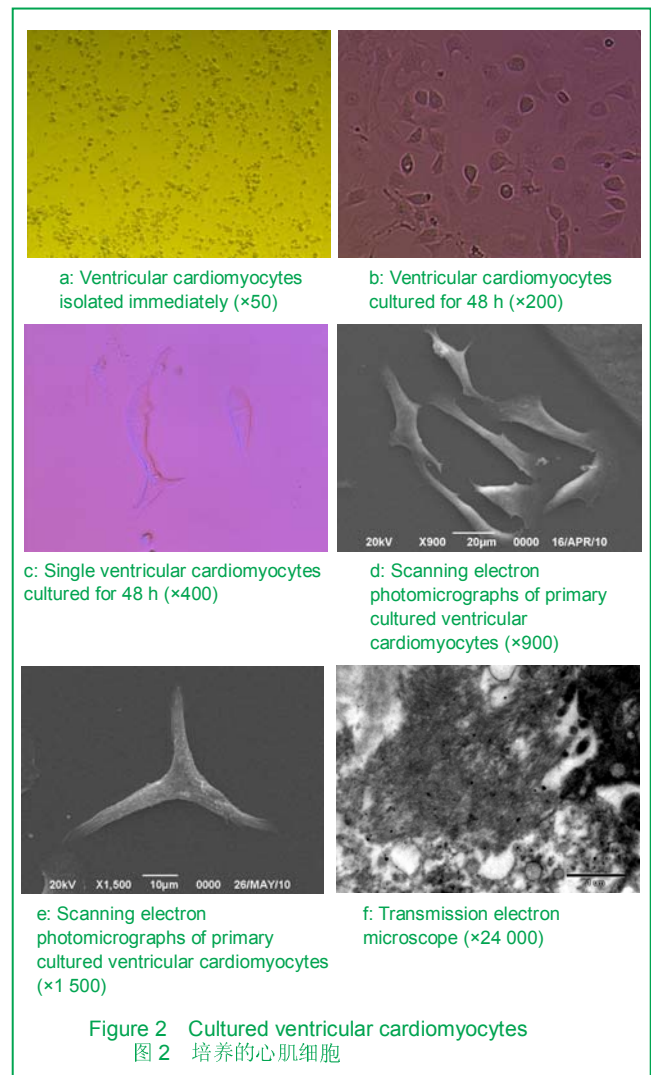 a: Ventricular cardiomyocytes
isolated immediately (×50)
b: Ventricular cardiomyocytes
cultured for 48 h (×200)
c: Single ventricular cardiomyocytes
cultured for 48 h (×400)
20kV X900 20μm 0000 16/APR/10
d: Scanning electron
photomicrographs of primary
cultured ventricular
cardiomyocytes (×900)
20kV X1,500 10μm 0000 26/MAY/10
e: Scanning electron
photomicrographs of primary
cultured ventricular cardiomyocytes
(×1 500)
f: Transmission electron
microscope (×24 000)
Figure 2 Cultured ventricular cardiomyocytes
图 2 培养的心肌细胞